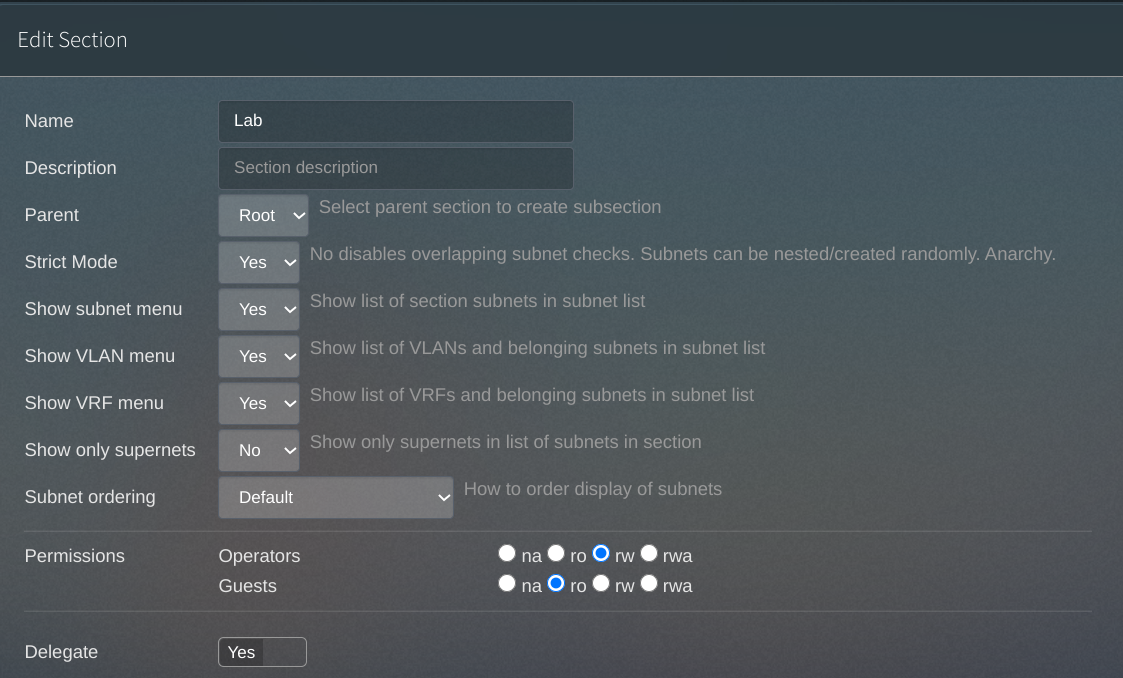 Edit Section
Name Lab
Description Section description
Parent Root Select parent section to create subsection
Strict Mode Yes No disables overlapping subnet checks. Subnets can be nested/created randomly. Anarchy.
Show subnet menu Yes Show list of section subnets in subnet list
Show VLAN menu Yes Show list of VLANs and belonging subnets in subnet list
Show VRF menu Yes Show list of VRFs and belonging subnets in subnet list
Show only supernets No Show only supernets in list of subnets in section
Subnet ordering Default How to order display of subnets
Permissions Operators na ro rw rwa
Guests na ro rw rwa
Delegate Yes